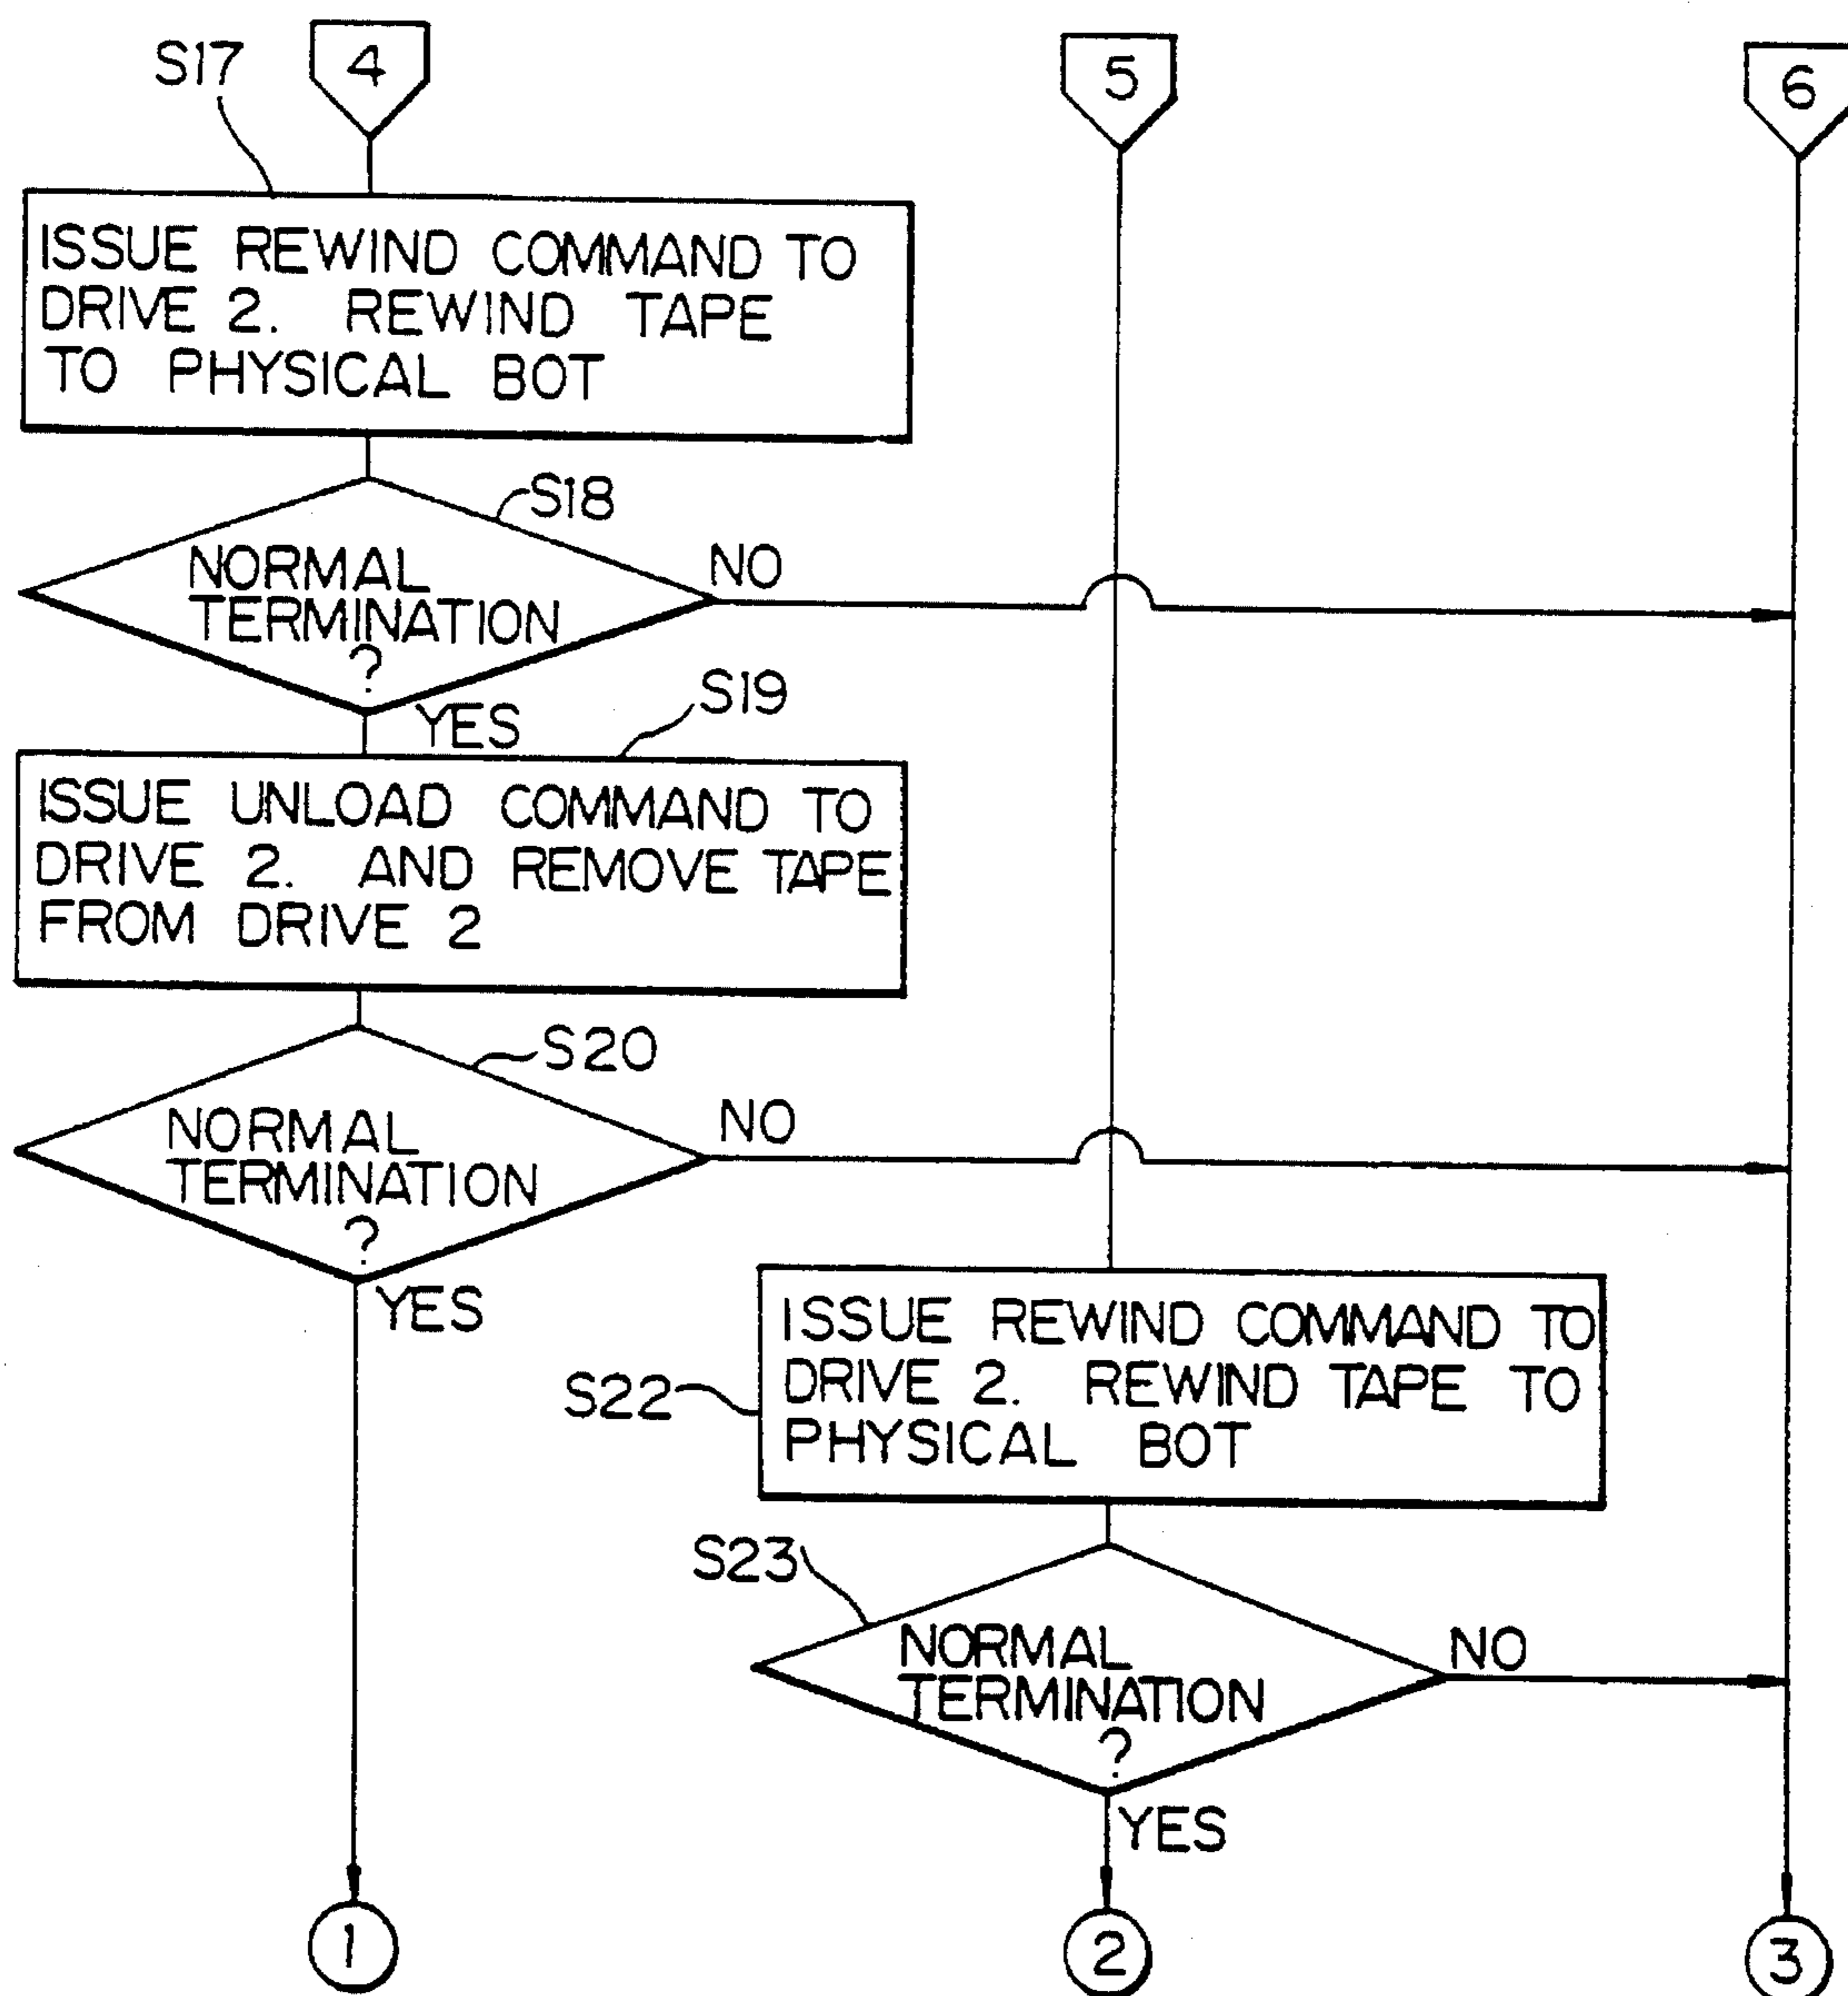 S17
4
5
6
ISSUE REWIND COMMAND TO
DRIVE 2. REWIND TAPE
TO PHYSICAL BOT
S18
NORMAL
TERMINATION
?
NO
YES
S19
ISSUE UNLOAD COMMAND TO
DRIVE 2. AND REMOVE TAPE
FROM DRIVE 2
S20
NORMAL
TERMINATION
?
NO
YES
S22
ISSUE REWIND COMMAND TO
DRIVE 2. REWIND TAPE TO
PHYSICAL BOT
S23
NORMAL
TERMINATION
?
NO
YES
1
2
3